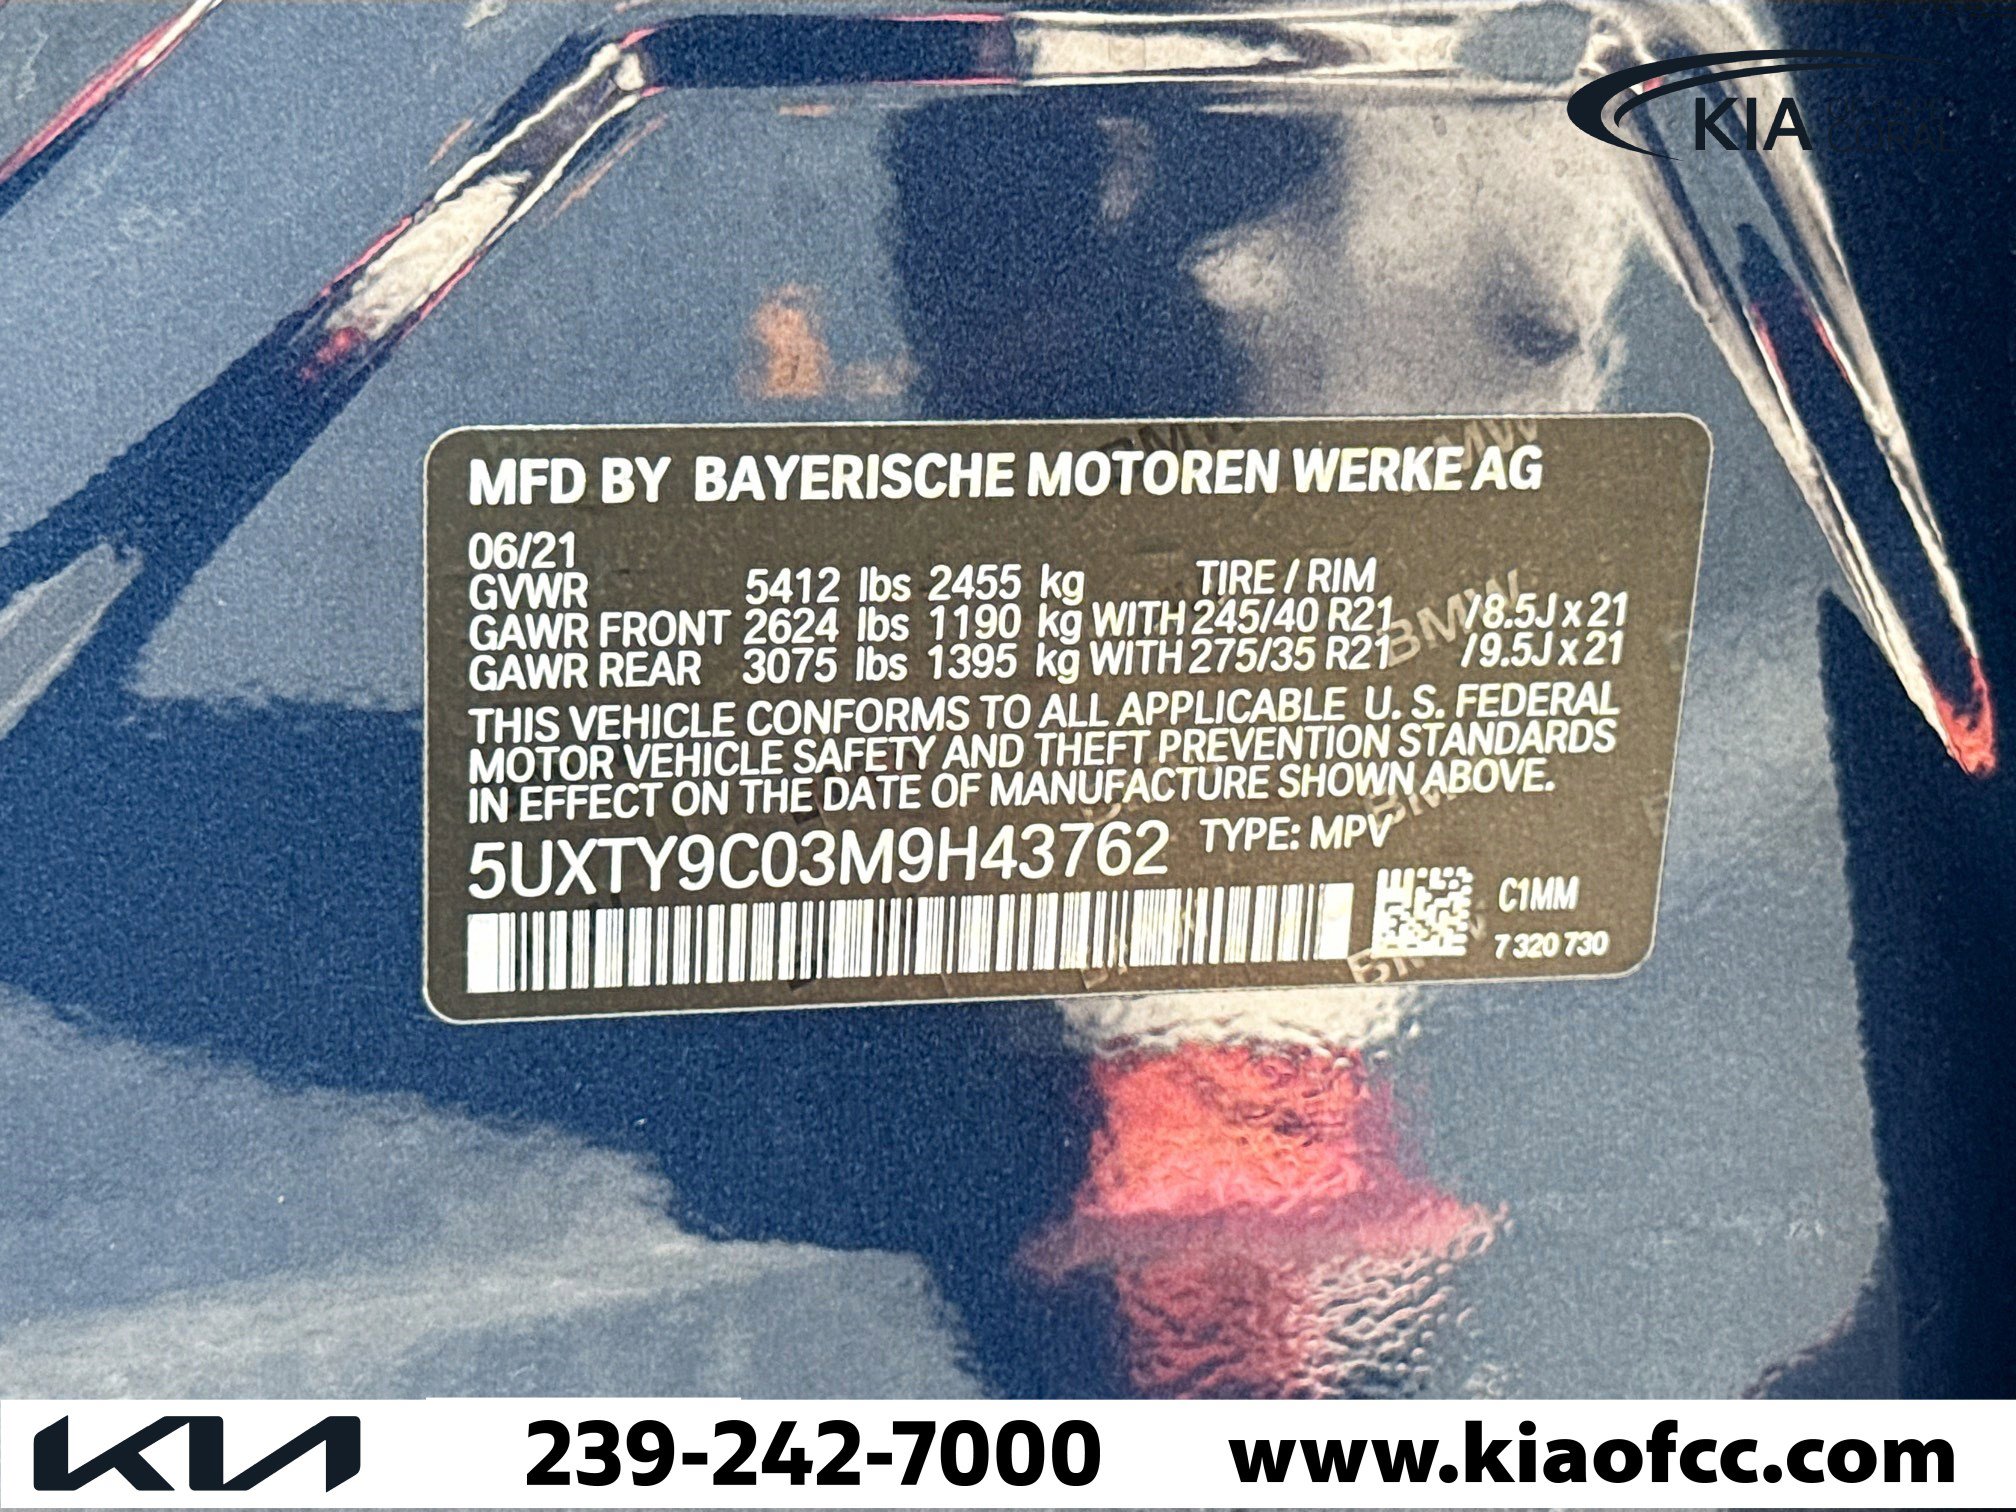 KIA
MFD BY BAYERISCHE MOTOREN WERKE AG
06/21
GVWR 5412 lbs 2455 kg TIRE / RIM
GAWR FRONT 2624 lbs 1190 kg WITH 245/40 R21 /8.5J x 21
GAWR REAR 3075 lbs 1395 kg WITH 275/35 R21 /9.5J x 21
THIS VEHICLE CONFORMS TO ALL APPLICABLE U. S. FEDERAL
MOTOR VEHICLE SAFETY AND THEFT PREVENTION STANDARDS
IN EFFECT ON THE DATE OF MANUFACTURE SHOWN ABOVE.
5UXTY9C03M9H43762 TYPE: MPV
C1MM
7 320 730
KIA 239-242-7000 www.kiaofcc.com